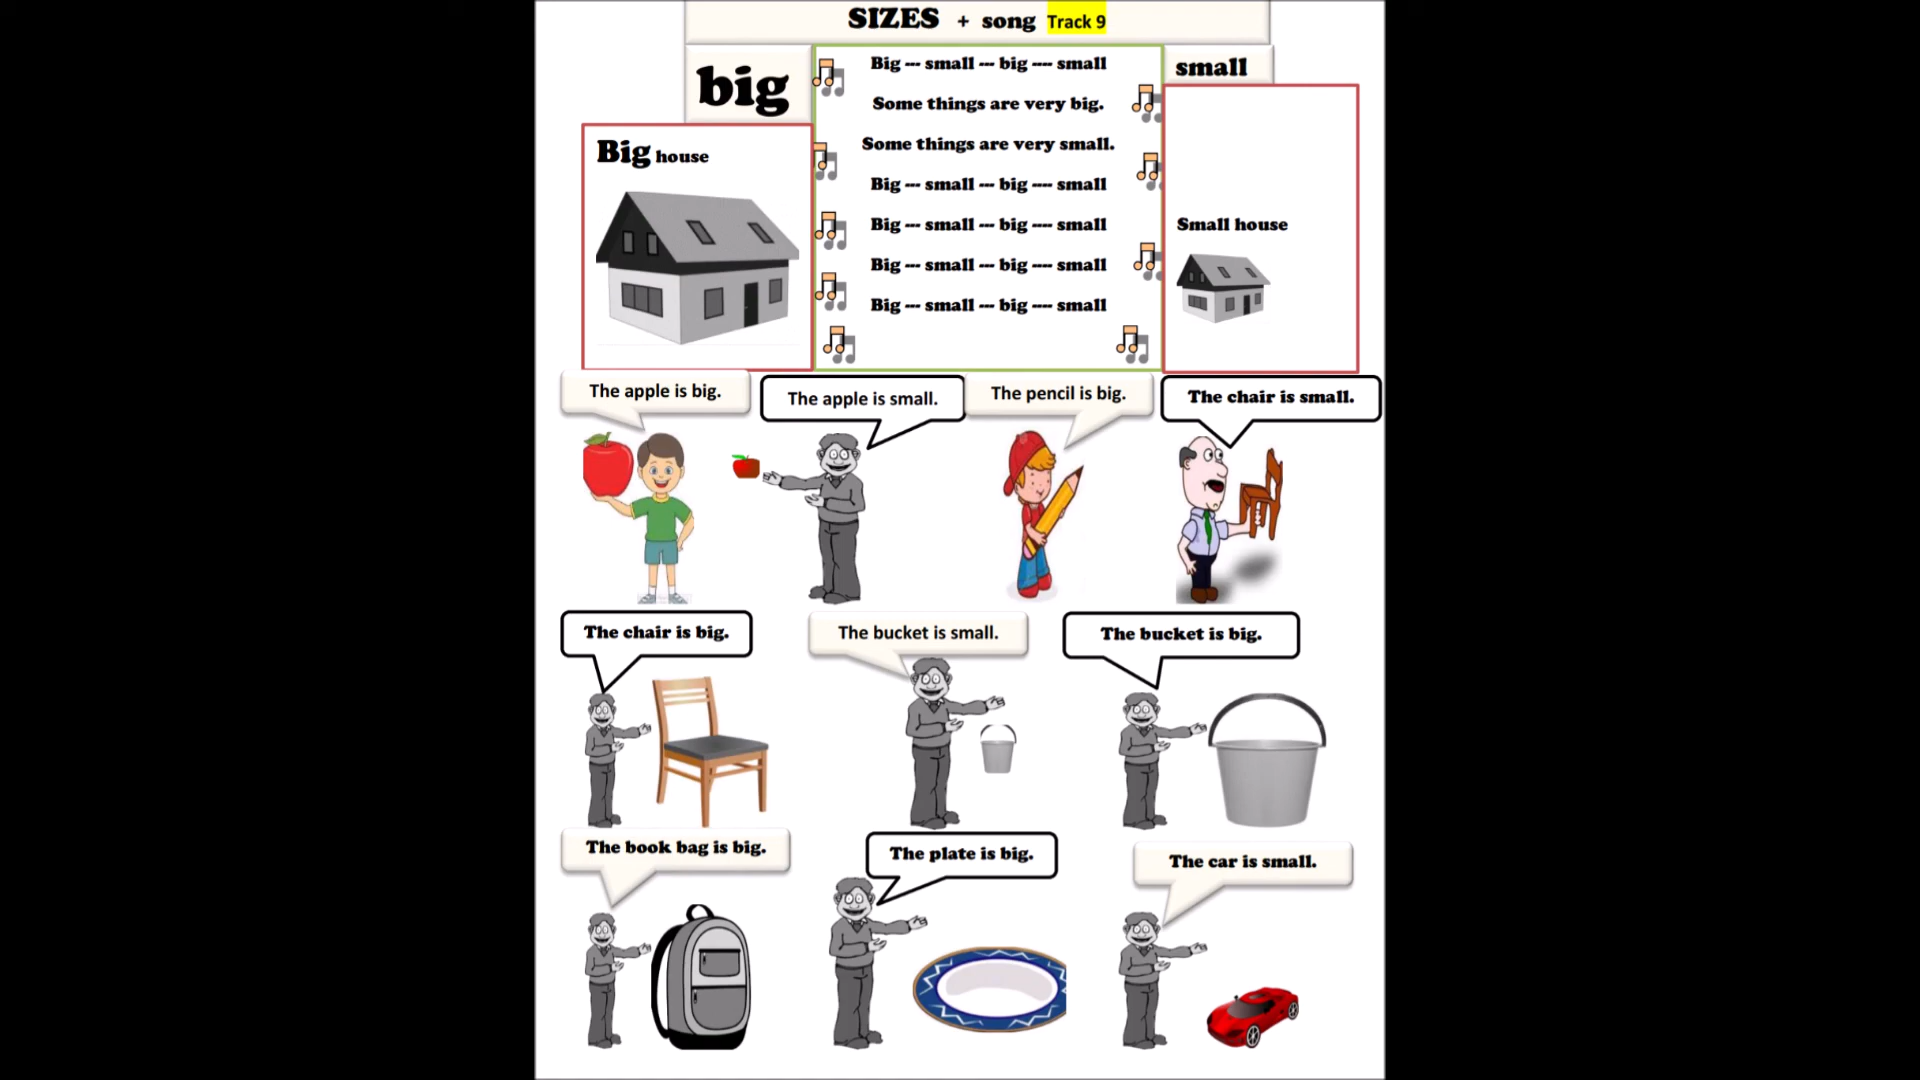 SIZES + song Track 9
big
Big --- small --- big ---- small
Some things are very big.
Some things are very small.
Big --- small --- big ---- small
Big --- small --- big ---- small
Big --- small --- big ---- small
Big --- small --- big ---- small
small
Big house
Small house
The apple is big.
The apple is small.
The pencil is big.
The chair is small.
The chair is big.
The bucket is small.
The bucket is big.
The book bag is big.
The plate is big.
The car is small.